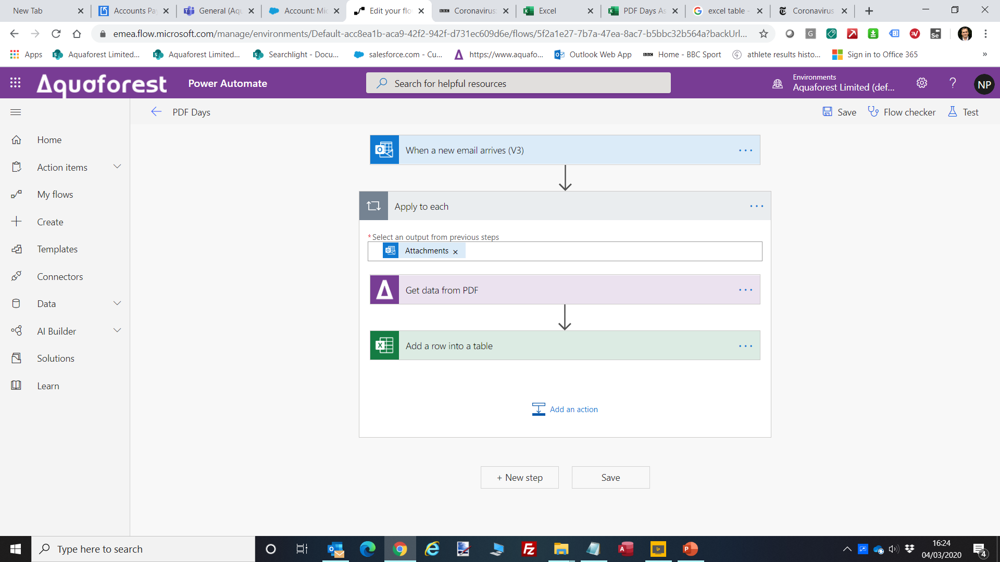 New Tab
Accounts Pa
General (Aqu
Account: Mic
Edit your flo
BBC
Coronavirus:
Excel
PDF Days As
excel table -
Coronavirus
emea.flow.microsoft.com/manage/environments/Default-acc8ea1b-aca9-42f2-942f-d731ec609d6e/flows/5f2a1e27-7b7a-47ea-8ac7-b5bbc32b564a?backUrl...
Apps
Aquaforest Limited...
Aquaforest Limited...
Searchlight - Docu...
salesforce.com - Cu...
https://www.aquafo...
Outlook Web App
BBC
Home - BBC Sport
athlete results histo...
Sign in to Office 365
»
Aquaforest
Power Automate
Search for helpful resources
Environments
Aquaforest Limited (def...
?
NP
PDF Days
Save
Flow checker
Test
Home
Action items
My flows
Create
Templates
Connectors
Data
AI Builder
Solutions
Learn
When a new email arrives (V3)
Apply to each
* Select an output from previous steps
Attachments ×
Get data from PDF
Add a row into a table
Add an action
+ New step
Save
Type here to search
16:24
04/03/2020
4